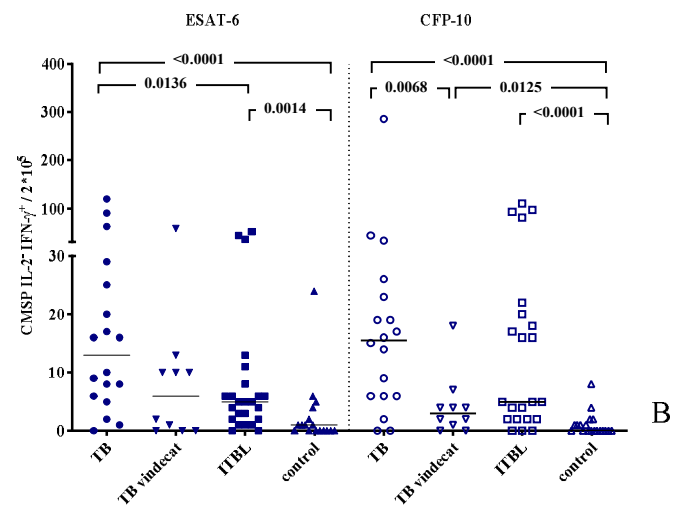 ESAT-6 CFP-10
<0.0001 <0.0001
0.0136 0.0068 0.0125
0.0014 <0.0001
CMSP IL-2⁻ IFN-γ⁺ / 2*10⁵
400
300
200
100
30
20
10
0
TB TB vindecat ITBL control TB TB vindecat ITBL control
B